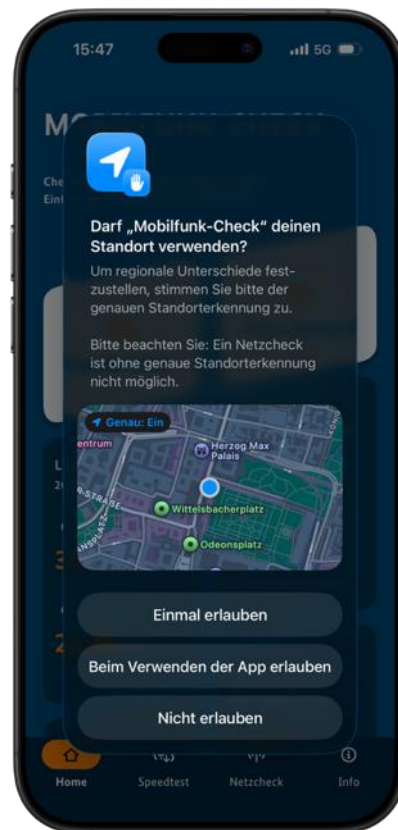 15:47
5G
Che
Darf „Mobilfunk-Check“ deinen
Standort verwenden?
Um regionale Unterschiede fest-
zustellen, stimmen Sie bitte der
genauen Standorterkennung zu.
Bitte beachten Sie: Ein Netzcheck
ist ohne genaue Standorterkennung
nicht möglich.
Genau: Ein
entrum
Herzog Max
Palais
Wittelsbacherplatz
Odeonsplatz
Einmal erlauben
Beim Verwenden der App erlauben
Nicht erlauben
Home
Speedtest
Netzcheck
Info